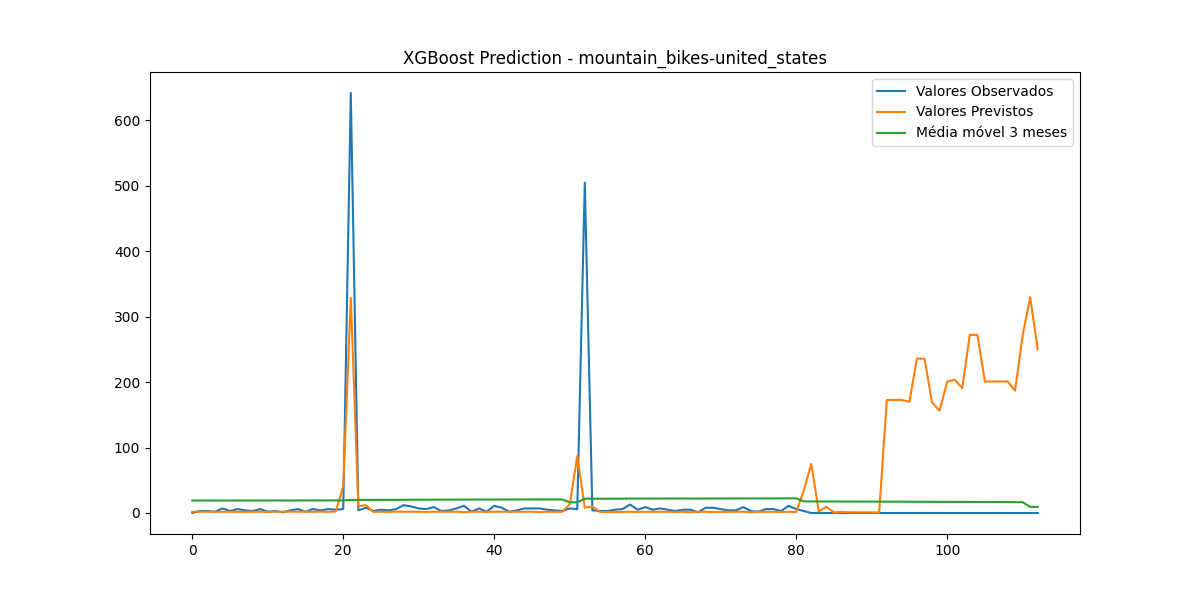 XGBoost Prediction - mountain_bikes-united_states
Valores Observados
Valores Previstos
Média móvel 3 meses
600
500
400
300
200
100
0
0 20 40 60 80 100